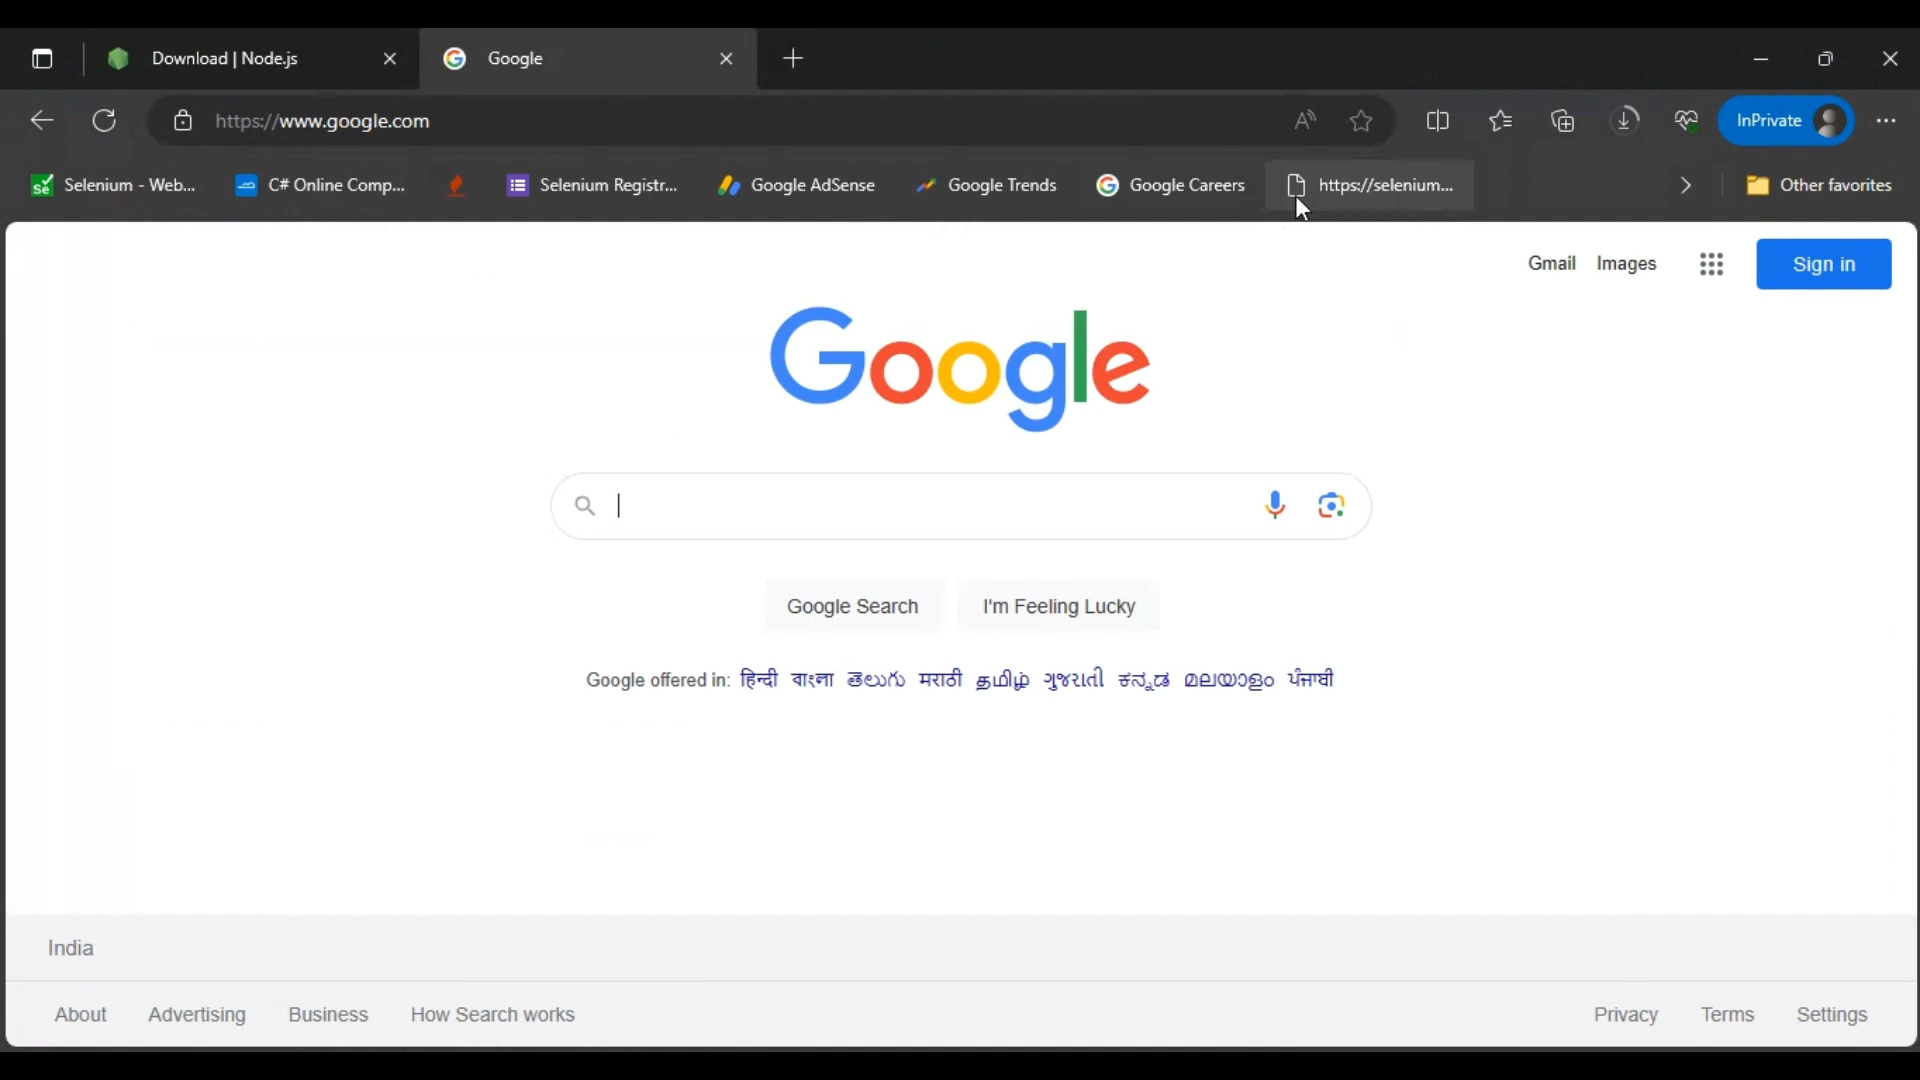 Download | Node.js Google
https://www.google.com InPrivate
Selenium - Web... C# Online Comp... Selenium Registr... Google AdSense Google Trends Google Careers https://selenium... Other favorites
Gmail Images Sign in
Google
Google Search I'm Feeling Lucky
Google offered in: हिन्दी বাংলা తెలుగు मराठी தமிழ் ગુજરાતી ಕನ್ನಡ മലയാളം ਪੰਜਾਬੀ
India
About Advertising Business How Search works Privacy Terms Settings